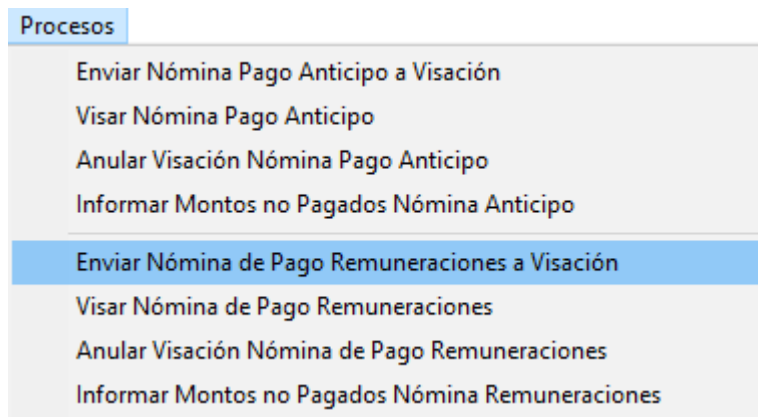 Procesos
Enviar Nómina Pago Anticipo a Visación
Visar Nómina Pago Anticipo
Anular Visación Nómina Pago Anticipo
Informar Montos no Pagados Nómina Anticipo
Enviar Nómina de Pago Remuneraciones a Visación
Visar Nómina de Pago Remuneraciones
Anular Visación Nómina de Pago Remuneraciones
Informar Montos no Pagados Nómina Remuneraciones